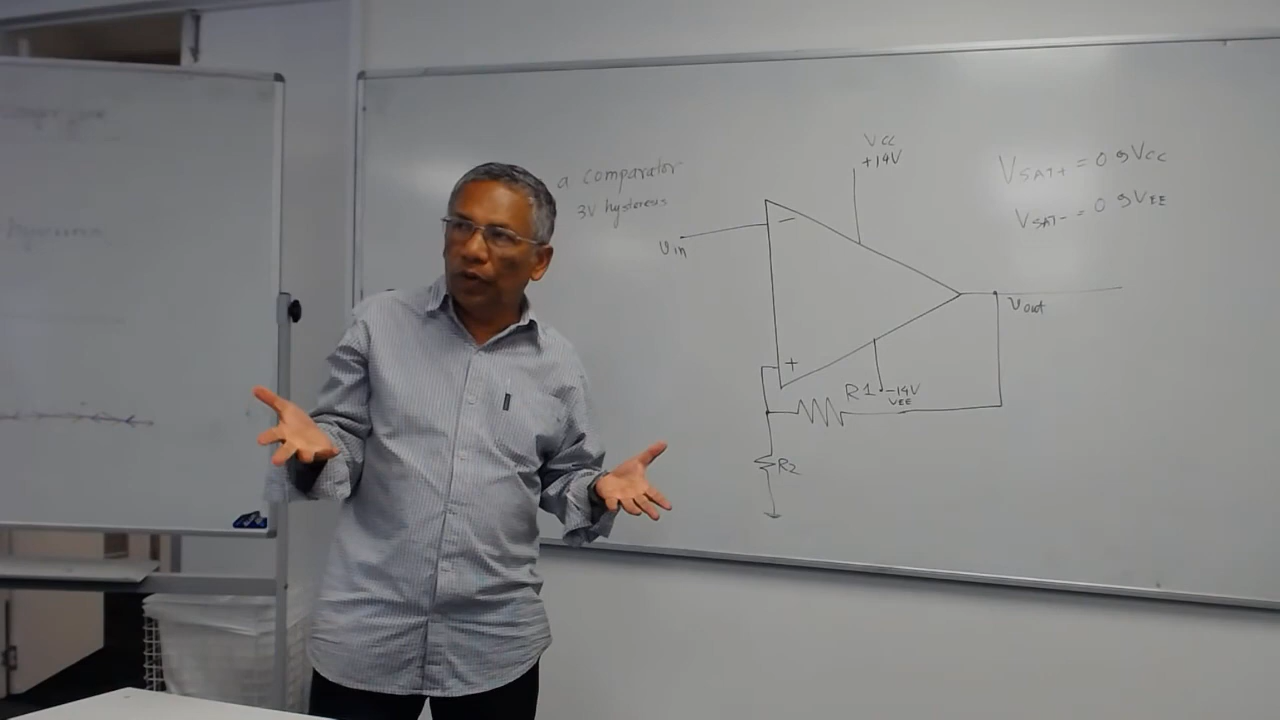 a comparator
3V hysteresis
Vcc
+14V
VSAT+ = 0.9Vcc
VSAT- = 0.9VEE
Vin
−
Vout
+
R1
-14V
VEE
R2